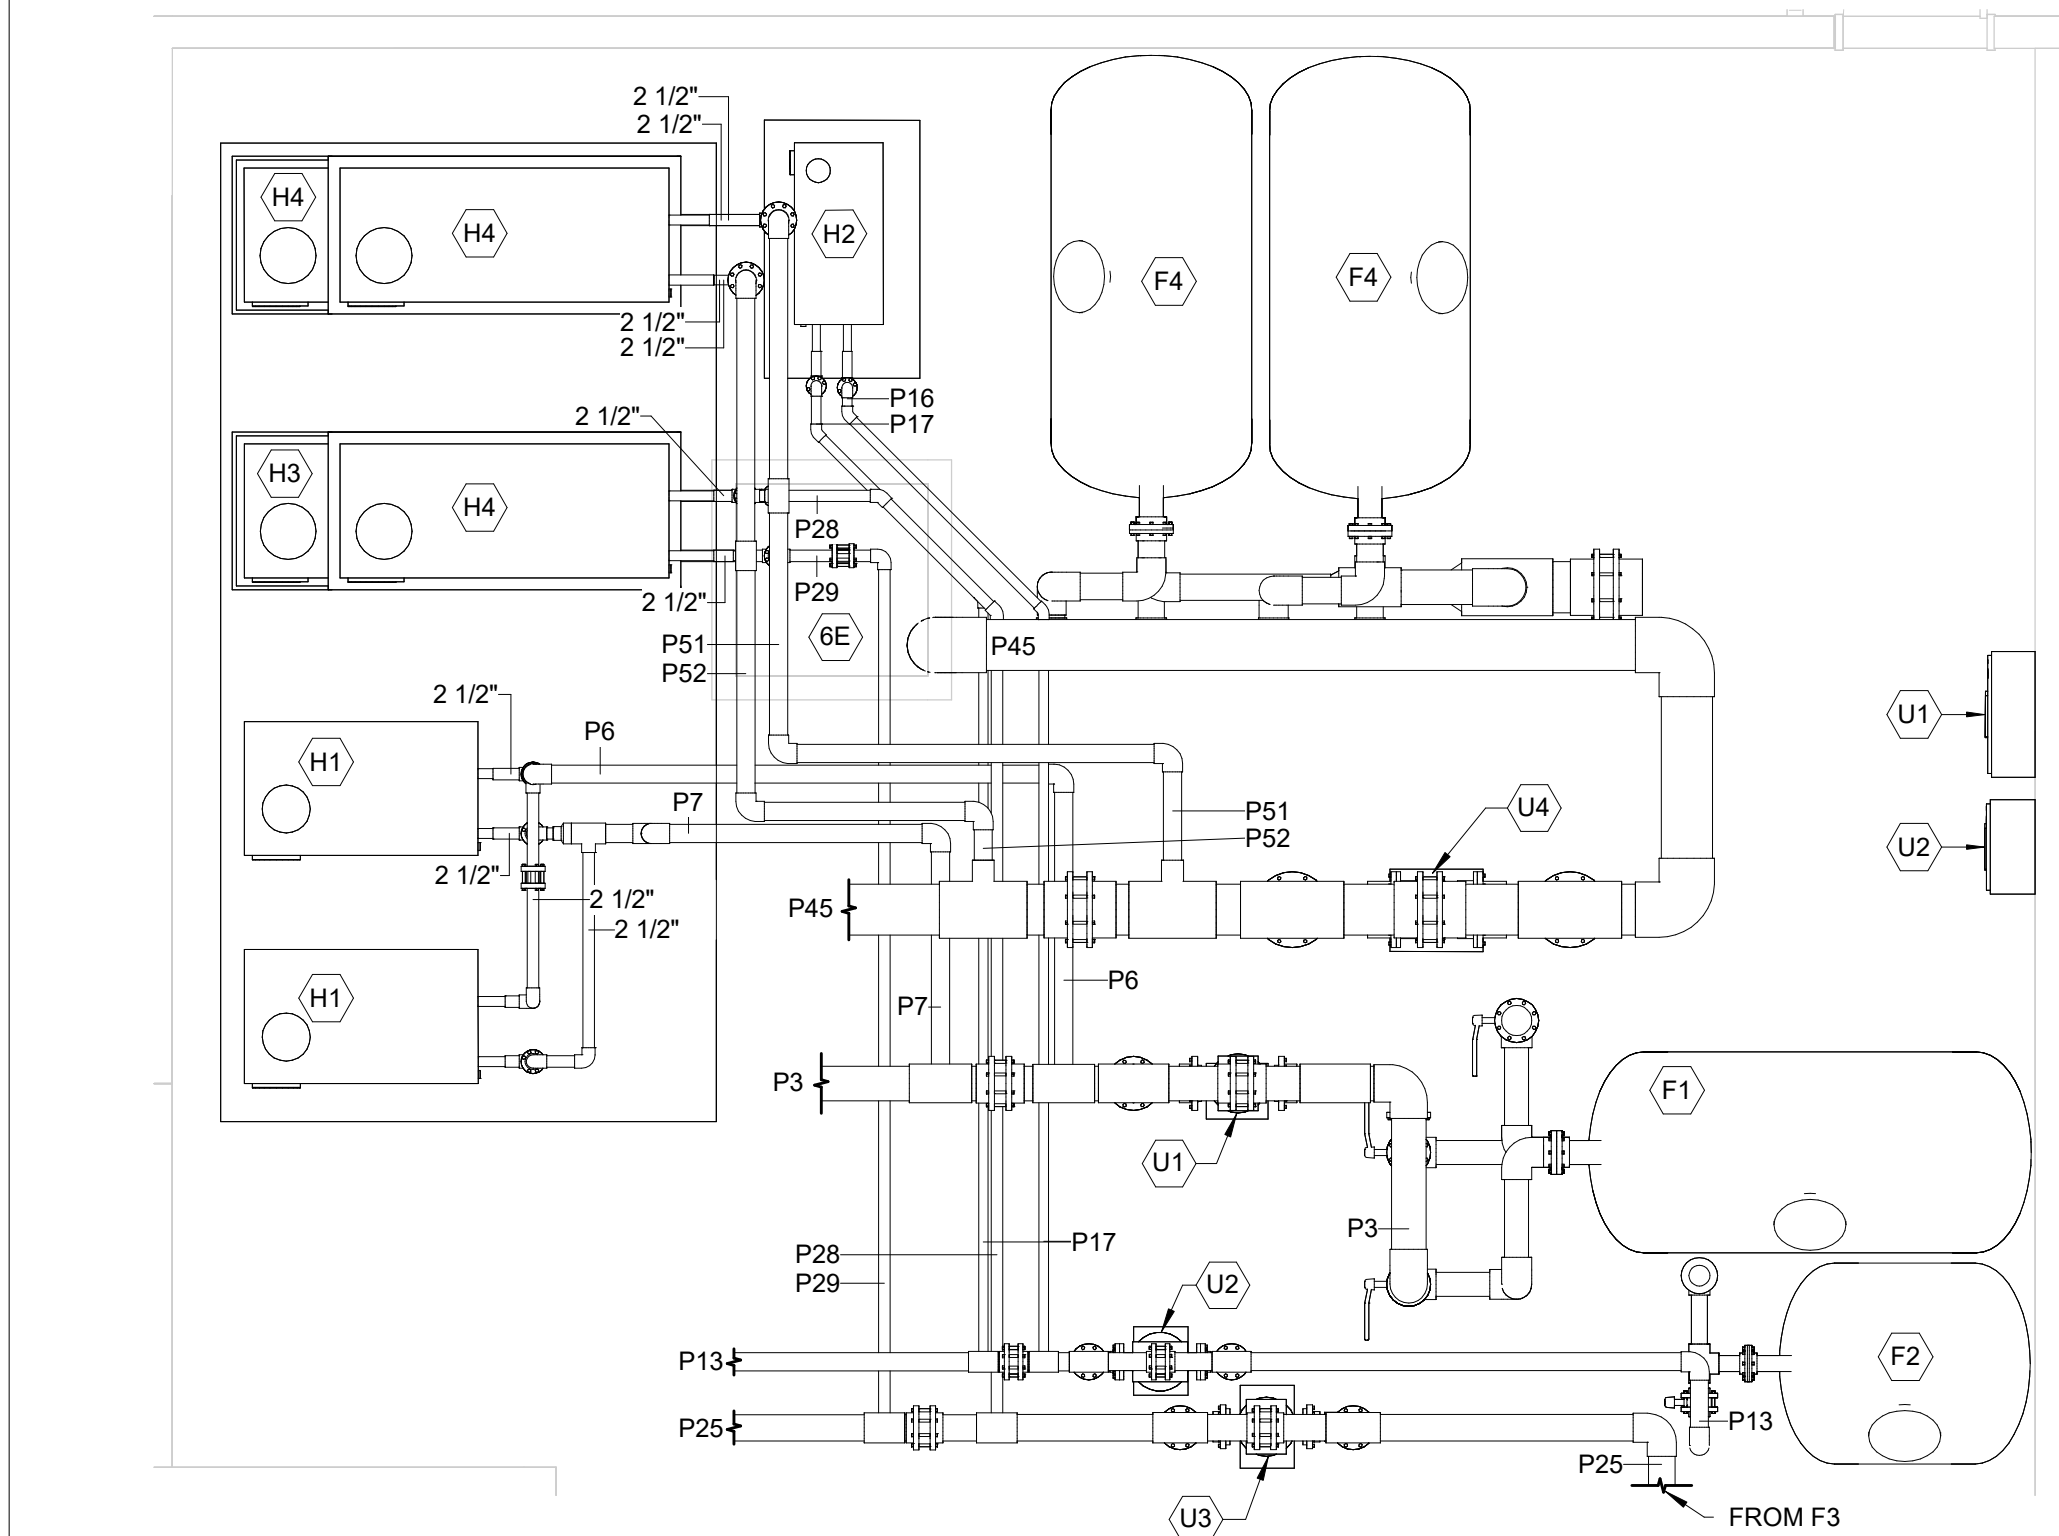 2 1/2"
2 1/2"
H4
H4
H2
F4
F4
2 1/2"
2 1/2"
P16
P17
2 1/2"
H3
H4
P28
P29
2 1/2"
6E
P51
P45
P52
2 1/2"
U1
P6
H1
P7
P51
U4
P52
U2
2 1/2"
2 1/2"
P45
2 1/2"
P6
H1
P7
P3
F1
U1
P3
P17
P28
P29
U2
F2
P13
P13
P25
P25
U3
FROM F3